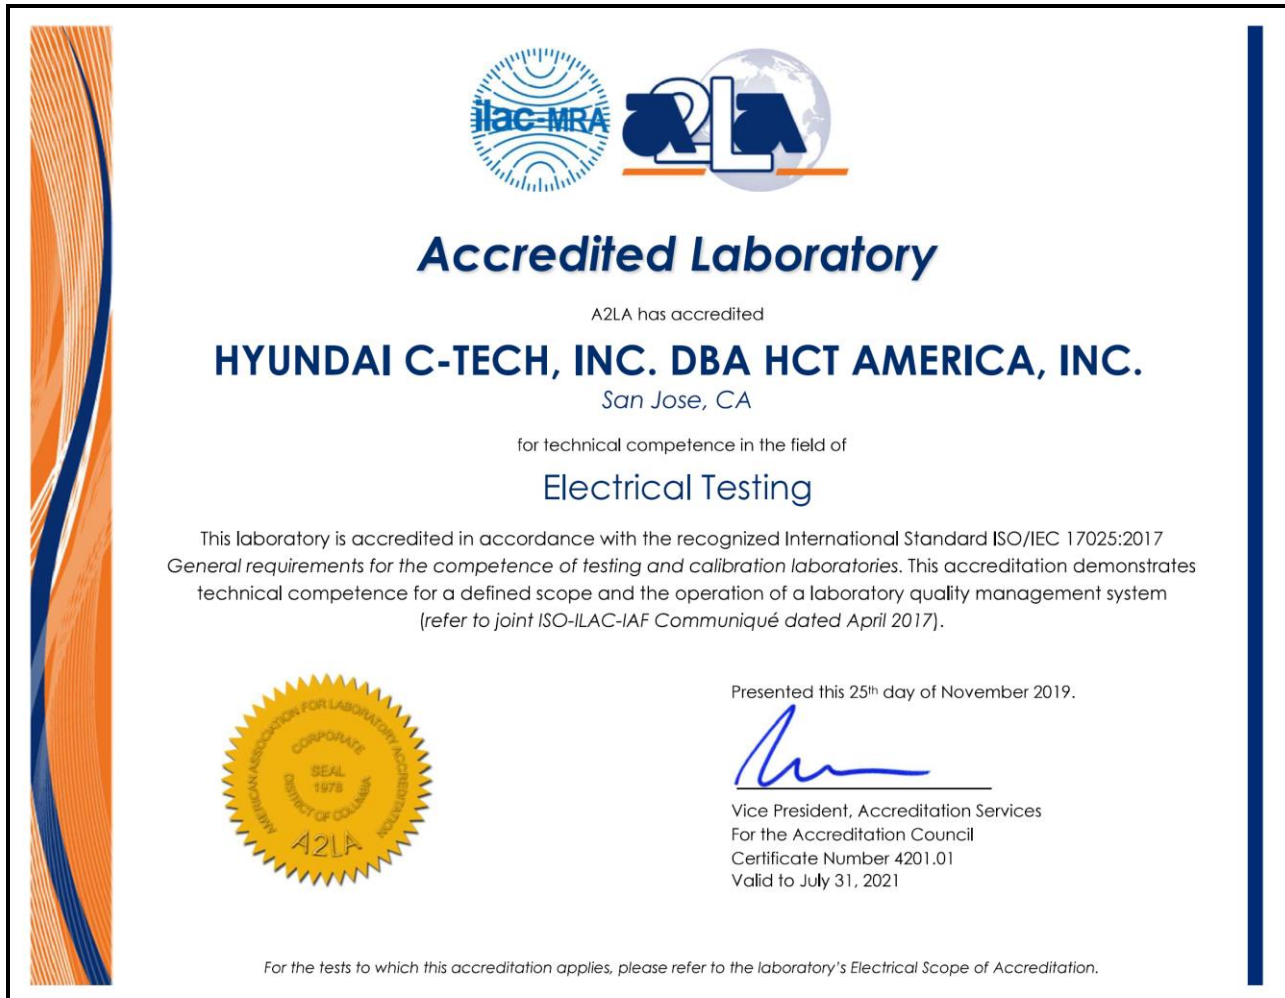 ilac-MRA
a2La
Accredited Laboratory
A2LA has accredited
HYUNDAI C-TECH, INC. DBA HCT AMERICA, INC.
San Jose, CA
for technical competence in the field of
Electrical Testing
This laboratory is accredited in accordance with the recognized International Standard ISO/IEC 17025:2017
General requirements for the competence of testing and calibration laboratories. This accreditation demonstrates
technical competence for a defined scope and the operation of a laboratory quality management system
(refer to joint ISO-ILAC-IAF Communiqué dated April 2017).
AMERICAN ASSOCIATION FOR LABORATORY ACCREDITATION
CORPORATE
SEAL
1978
DISTRICT OF COLUMBIA
A2LA
Presented this 25th day of November 2019.
Vice President, Accreditation Services
For the Accreditation Council
Certificate Number 4201.01
Valid to July 31, 2021
For the tests to which this accreditation applies, please refer to the laboratory's Electrical Scope of Accreditation.